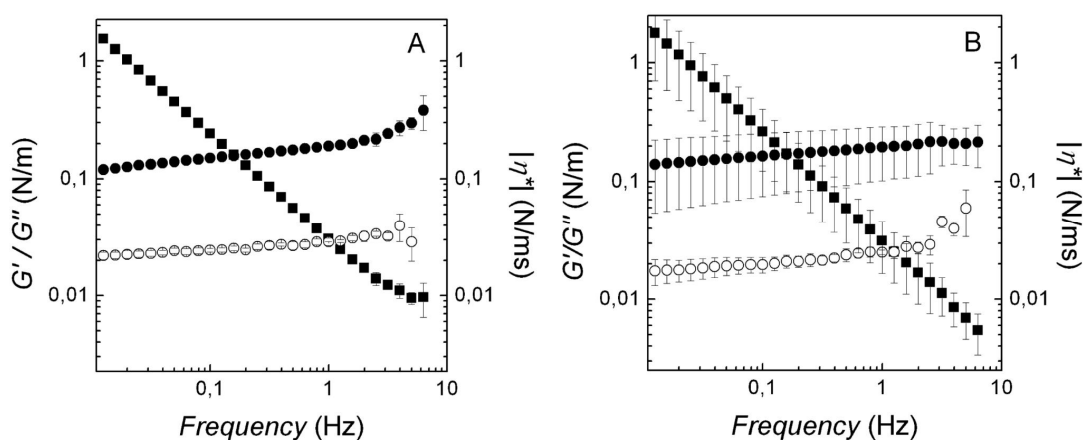 A
G' / G" (N/m)
1
0,1
0,01
1
0,1
0,01
|η*| (N/ms)
0,1
1
10
Frequency (Hz)
B
G'/G" (N/m)
1
0,1
0,01
1
0,1
0,01
|η*| (N/ms)
0,1
1
10
Frequency (Hz)